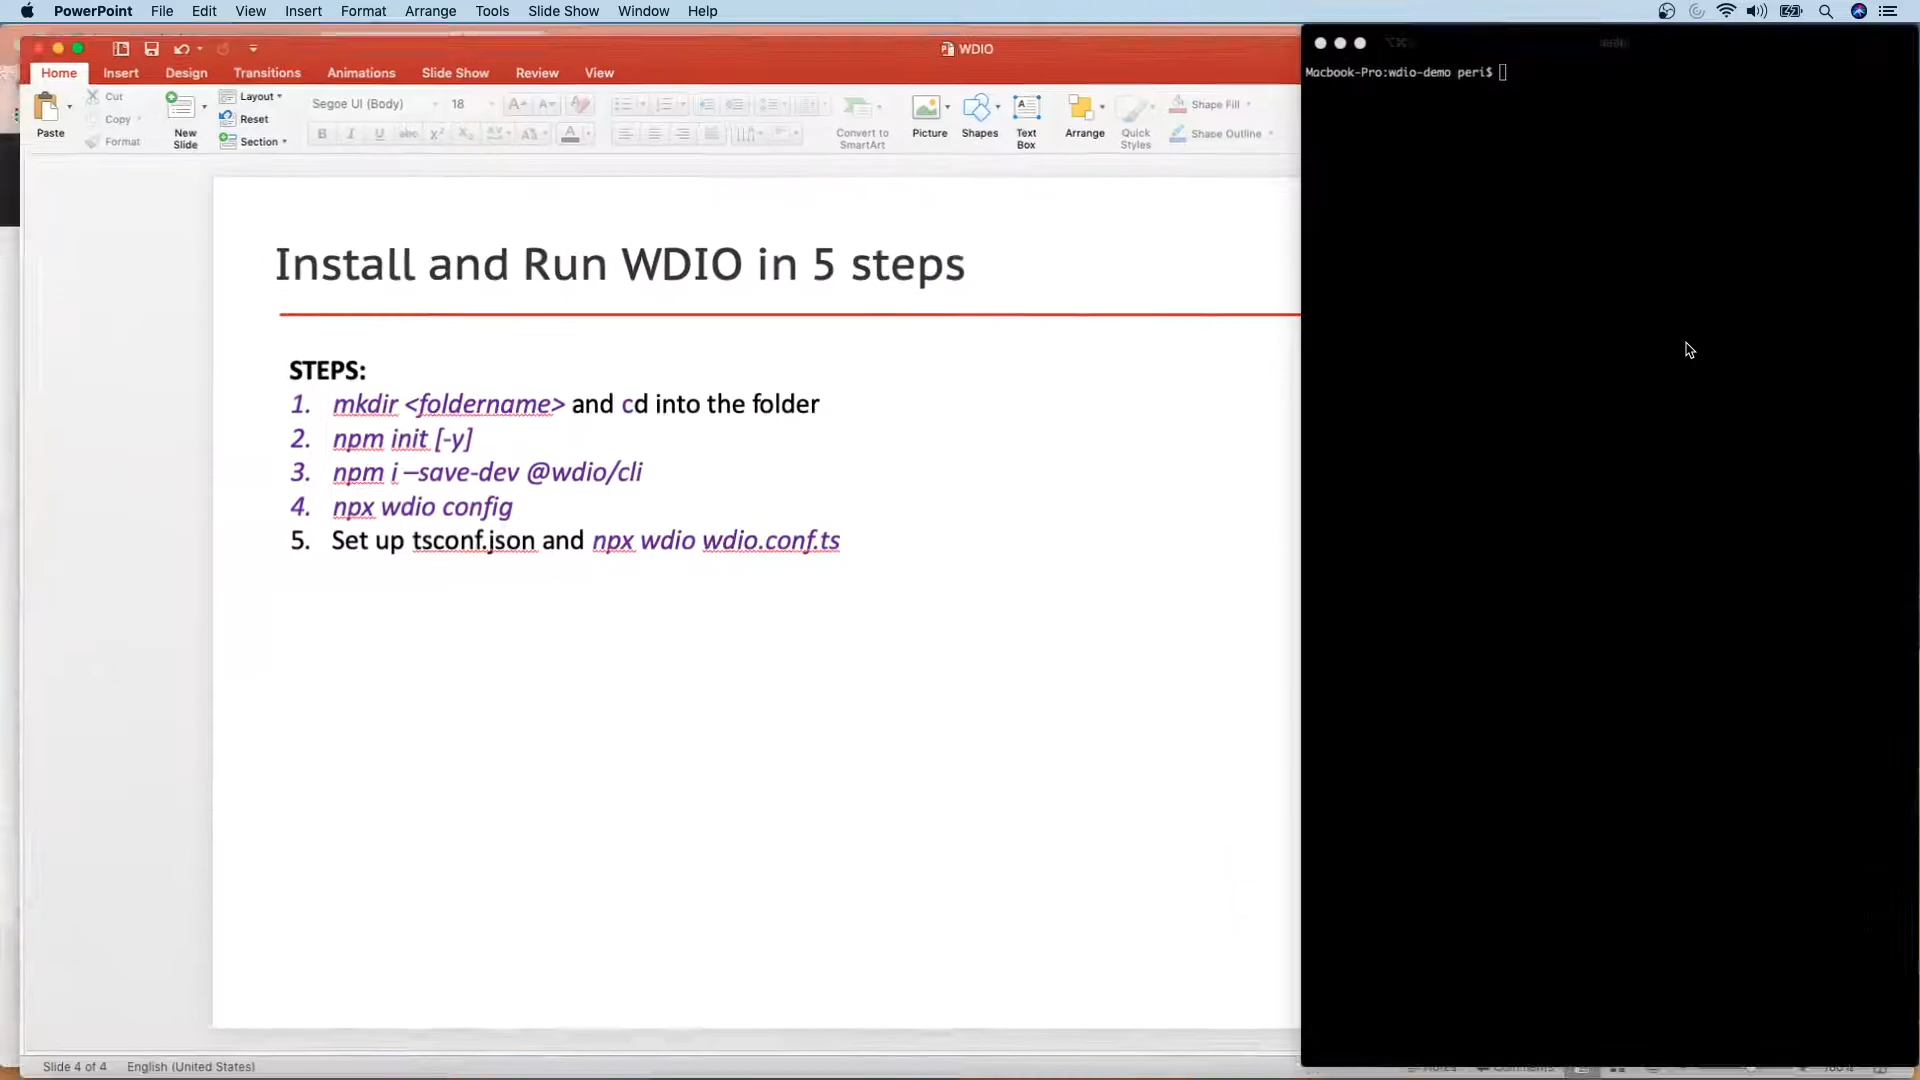 PowerPoint File Edit View Insert Format Arrange Tools Slide Show Window Help
WDIO
Home Insert Design Transitions Animations Slide Show Review View
Paste
Cut
Copy
Format
New Slide
Layout
Reset
Section
Segoe UI (Body) 18
Convert to SmartArt
Picture
Shapes
Text Box
Arrange
Quick Styles
Shape Fill
Shape Outline
Macbook-Pro:wdio-demo peri$
Install and Run WDIO in 5 steps
STEPS:
1. mkdir <foldername> and cd into the folder
2. npm init [-y]
3. npm i –save-dev @wdio/cli
4. npx wdio config
5. Set up tsconf.json and npx wdio wdio.conf.ts
Slide 4 of 4 English (United States)